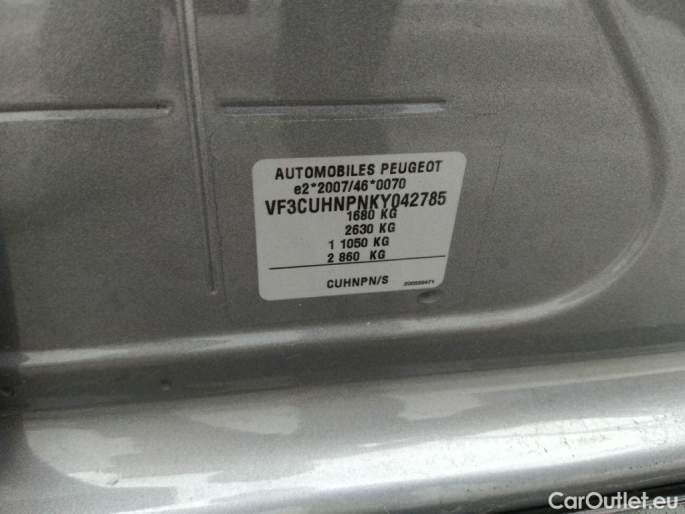 AUTOMOBILES PEUGEOT
e2*2007/46*0070
VF3CUHNPNKY042785
1680 KG
2630 KG
1 1050 KG
2 860 KG
CUHNPN/S
CarOutlet.eu